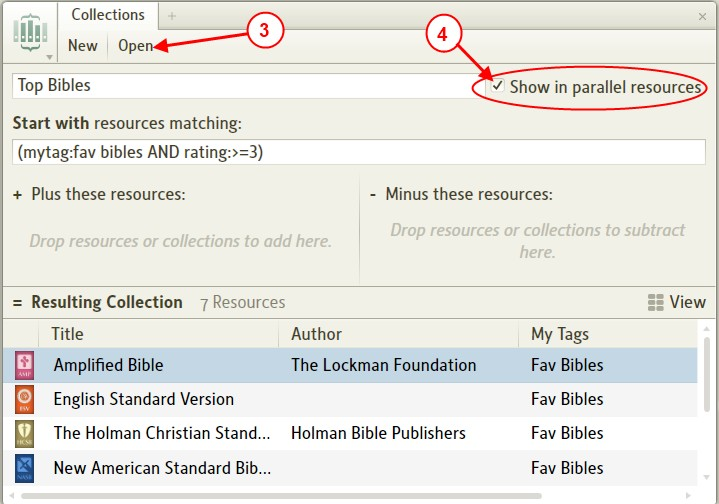 Collections
3
New Open
4
Top Bibles
Show in parallel resources
Start with resources matching:
(mytag:fav bibles AND rating:>=3)
+ Plus these resources:
- Minus these resources:
Drop resources or collections to add here.
Drop resources or collections to subtract
here.
= Resulting Collection 7 Resources
View
Title Author My Tags
AMP Amplified Bible The Lockman Foundation Fav Bibles
ESV English Standard Version Fav Bibles
HCSB The Holman Christian Stand... Holman Bible Publishers Fav Bibles
NASB New American Standard Bib... Fav Bibles